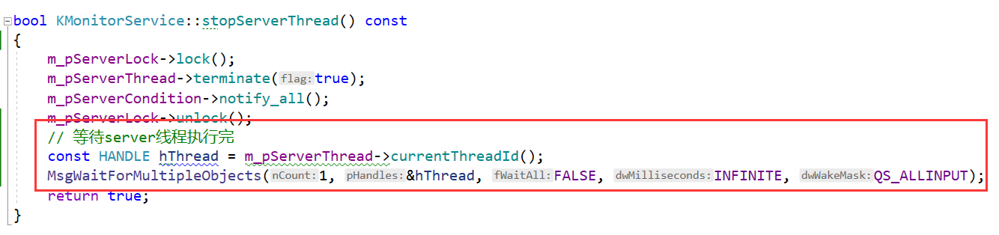 bool KMonitorService::stopServerThread() const
{
m_pServerLock->lock();
m_pServerThread->terminate(flag:true);
m_pServerCondition->notify_all();
m_pServerLock->unlock();
// 等待server线程执行完
const HANDLE hThread = m_pServerThread->currentThreadId();
MsgWaitForMultipleObjects(nCount:1, pHandles:&hThread, fWaitAll:FALSE, dwMilliseconds:INFINITE, dwWakeMask:QS_ALLINPUT);
return true;
}